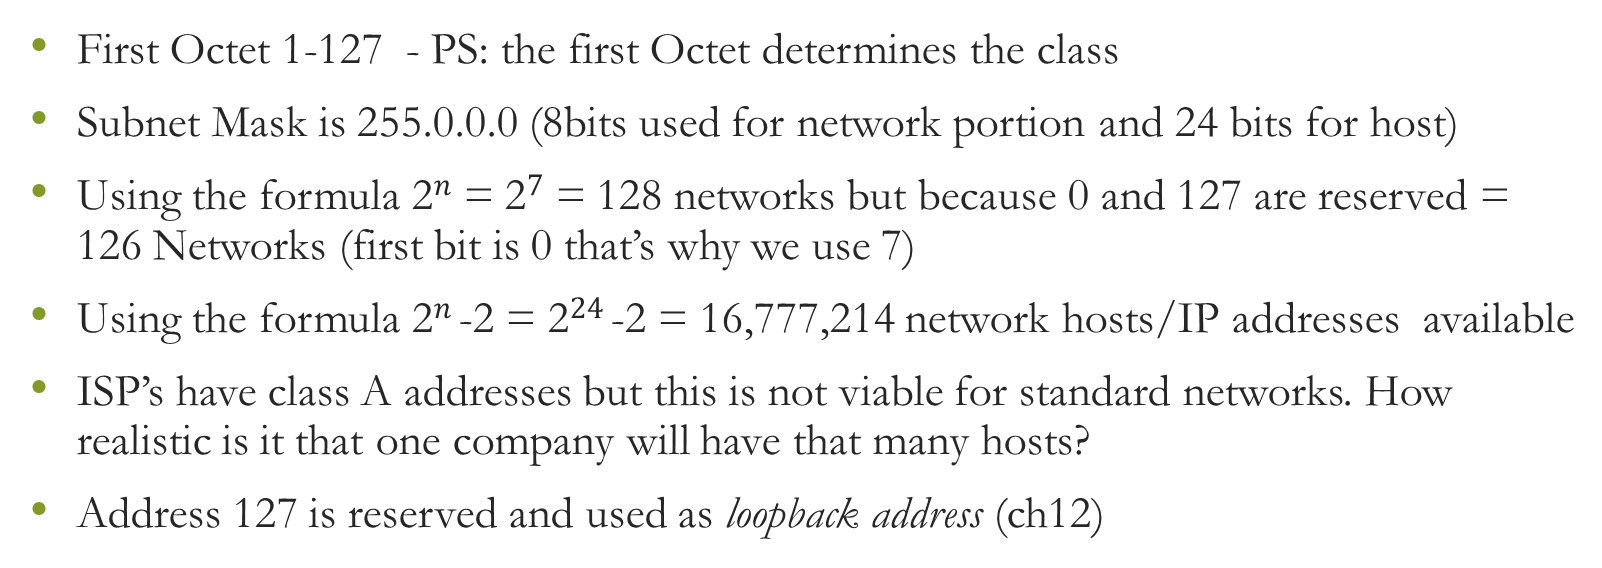 • First Octet 1-127  - PS: the first Octet determines the class
• Subnet Mask is 255.0.0.0 (8bits used for network portion and 24 bits for host)
• Using the formula 2ⁿ = 2⁷ = 128 networks but because 0 and 127 are reserved =
126 Networks (first bit is 0 that’s why we use 7)
• Using the formula 2ⁿ -2 = 2²⁴ -2 = 16,777,214 network hosts/IP addresses  available
• ISP’s have class A addresses but this is not viable for standard networks. How
realistic is it that one company will have that many hosts?
• Address 127 is reserved and used as loopback address (ch12)